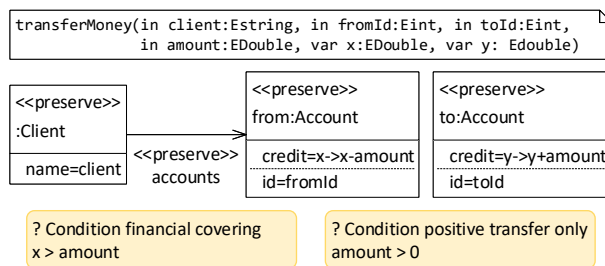 transferMoney(in client:Estring, in fromId:Eint, in toId:Eint,
in amount:EDouble, var x:EDouble, var y: Edouble)
<<preserve>>
:Client
name=client
<<preserve>>
accounts
<<preserve>>
from:Account
credit=x->x-amount
id=fromId
<<preserve>>
to:Account
credit=y->y+amount
id=toId
? Condition financial covering
x > amount
? Condition positive transfer only
amount > 0